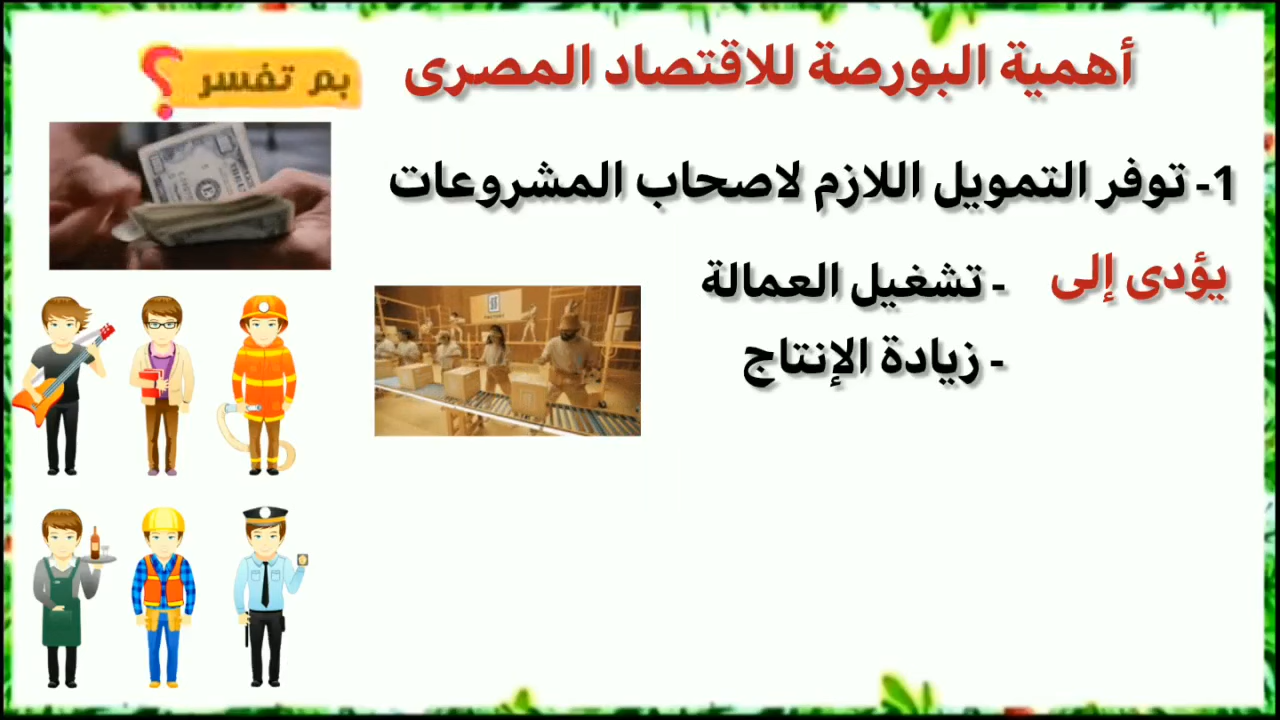 أهمية البورصة للاقتصاد المصرى
بم تفسر ؟
1- توفر التمويل اللازم لاصحاب المشروعات
يؤدى إلى - تشغيل العمالة
- زيادة الإنتاج